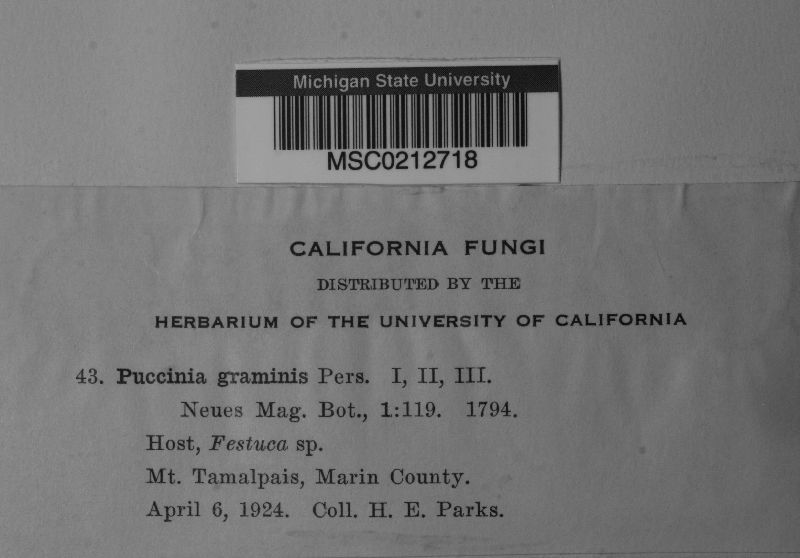 Michigan State University
MSC0212718
CALIFORNIA FUNGI
DISTRIBUTED BY THE
HERBARIUM OF THE UNIVERSITY OF CALIFORNIA
43. Puccinia graminis Pers. I, II, III.
Neues Mag. Bot., 1:119. 1794.
Host, Festuca sp.
Mt. Tamalpais, Marin County.
April 6, 1924. Coll. H. E. Parks.